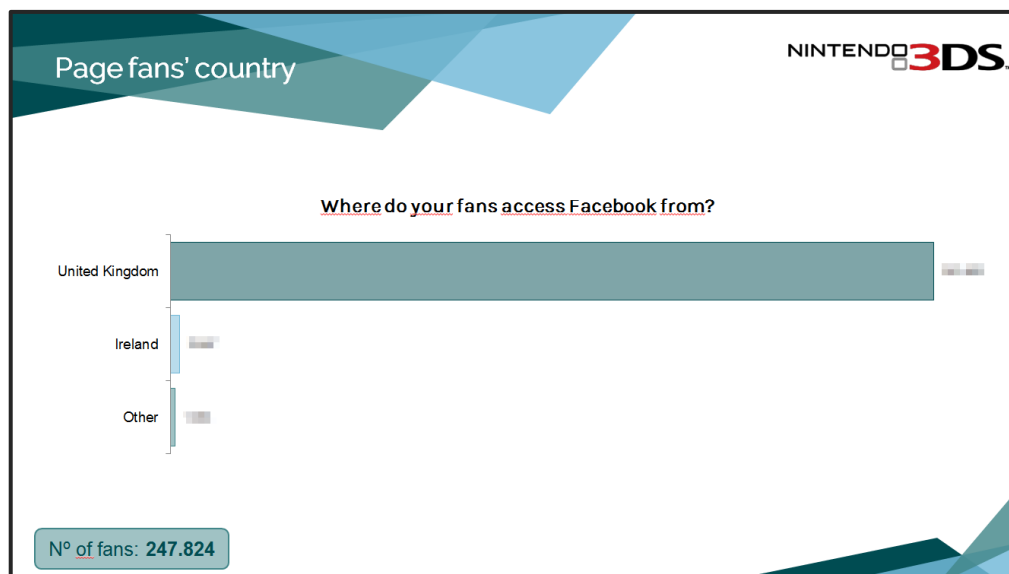 Page fans' country
NINTENDO 3DS™
Where do your fans access Facebook from?
United Kingdom
Ireland
Other
Nº of fans: 247.824